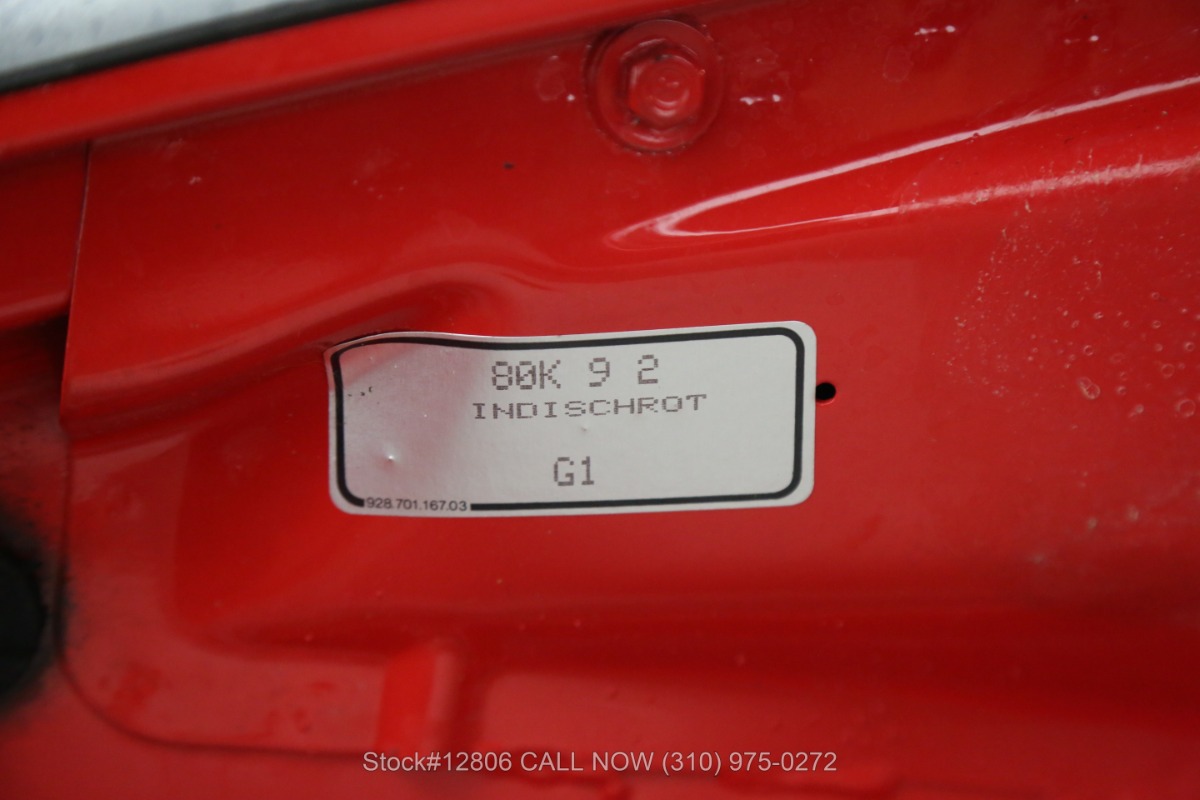 80K 9 2
INDISCHROT
G1
928.701.167.03
Stock#12806 CALL NOW (310) 975-0272